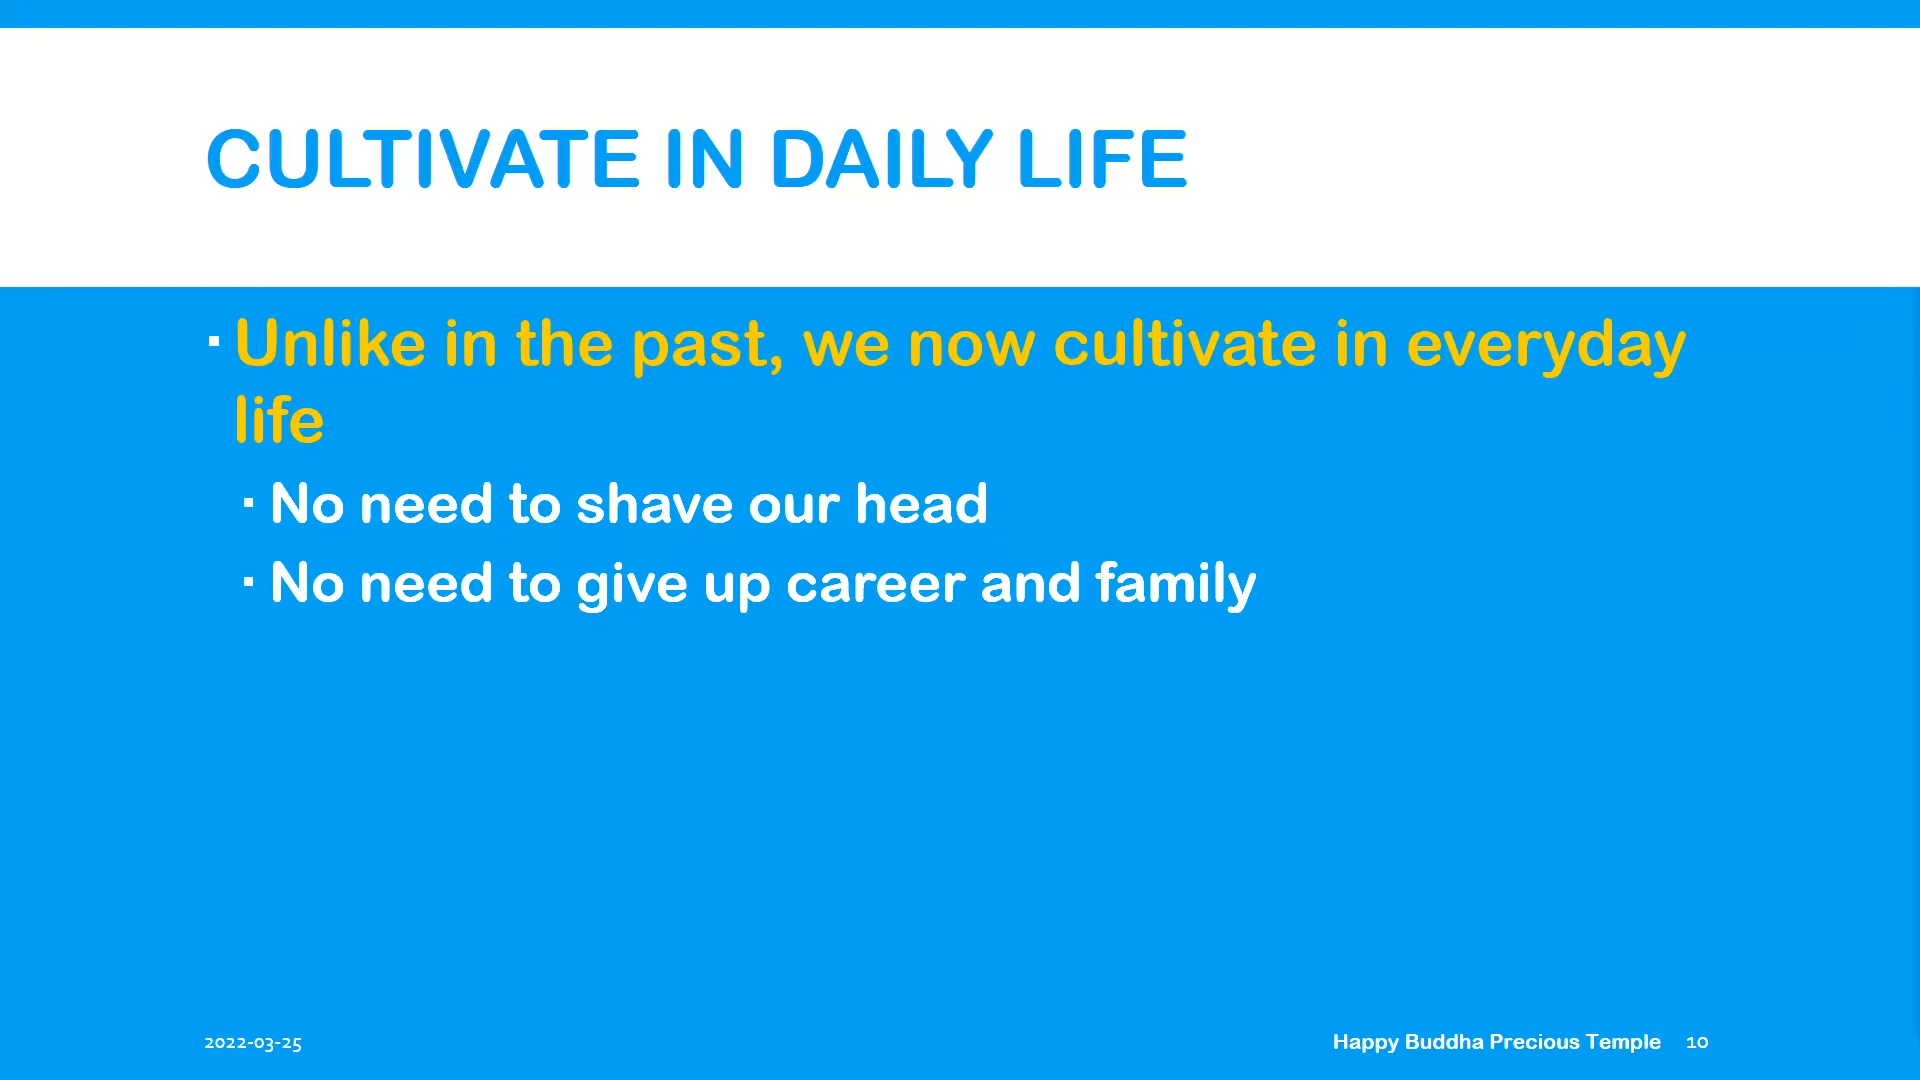 CULTIVATE IN DAILY LIFE
▪ Unlike in the past, we now cultivate in everyday
life
▪ No need to shave our head
▪ No need to give up career and family
2022-03-25 Happy Buddha Precious Temple 10